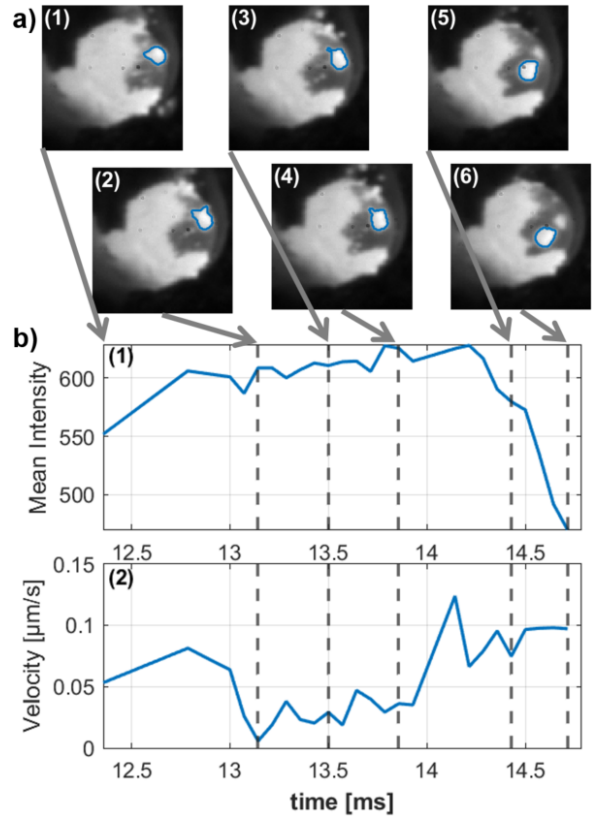 a) (1) (3) (5)
(2) (4) (6)
b)
(1)
Mean Intensity
600
550
500
12.5 13 13.5 14 14.5
(2)
Velocity [μm/s]
0.15
0.1
0.05
0
12.5 13 13.5 14 14.5
time [ms]